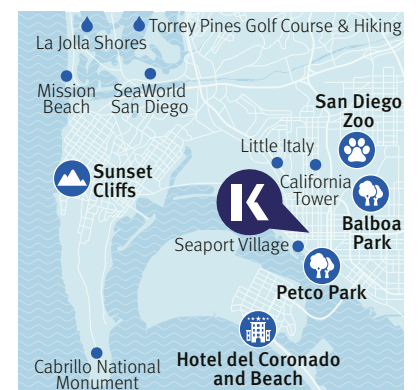 Torrey Pines Golf Course & Hiking
La Jolla Shores
Mission
Beach
SeaWorld
San Diego
San Diego
Zoo
Little Italy
Sunset
Cliffs
California
Tower
K
Balboa
Park
Seaport Village
Petco Park
Hotel del Coronado
and Beach
Cabrillo National
Monument